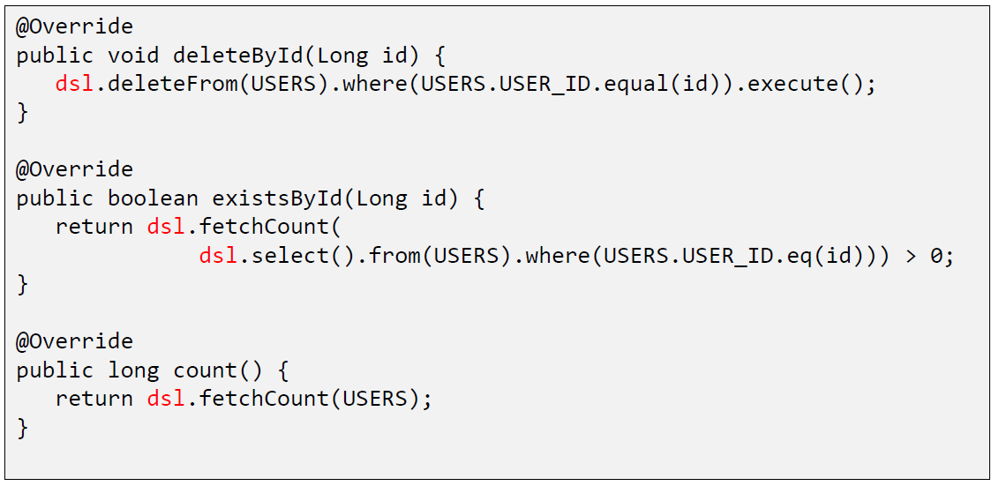 @Override
public void deleteById(Long id) {
   dsl.deleteFrom(USERS).where(USERS.USER_ID.equal(id)).execute();
}

@Override
public boolean existsById(Long id) {
   return dsl.fetchCount(
              dsl.select().from(USERS).where(USERS.USER_ID.eq(id))) > 0;
}

@Override
public long count() {
   return dsl.fetchCount(USERS);
}